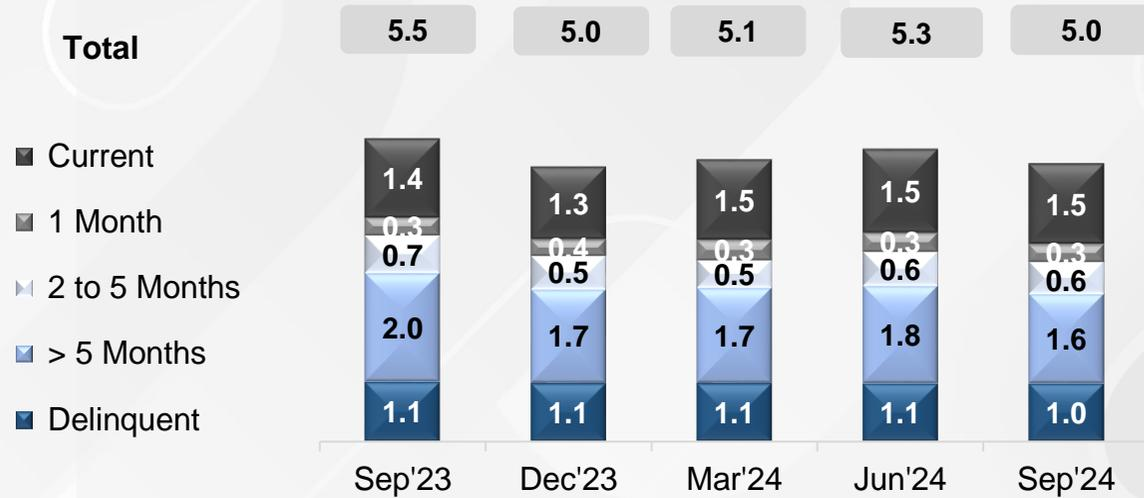 Total 5.5 5.0 5.1 5.3 5.0
Current 1.4 1.3 1.5 1.5 1.5
1 Month 0.3 0.4 0.3 0.3 0.3
2 to 5 Months 0.7 0.5 0.5 0.6 0.6
> 5 Months 2.0 1.7 1.7 1.8 1.6
Delinquent 1.1 1.1 1.1 1.1 1.0
Sep'23 Dec'23 Mar'24 Jun'24 Sep'24